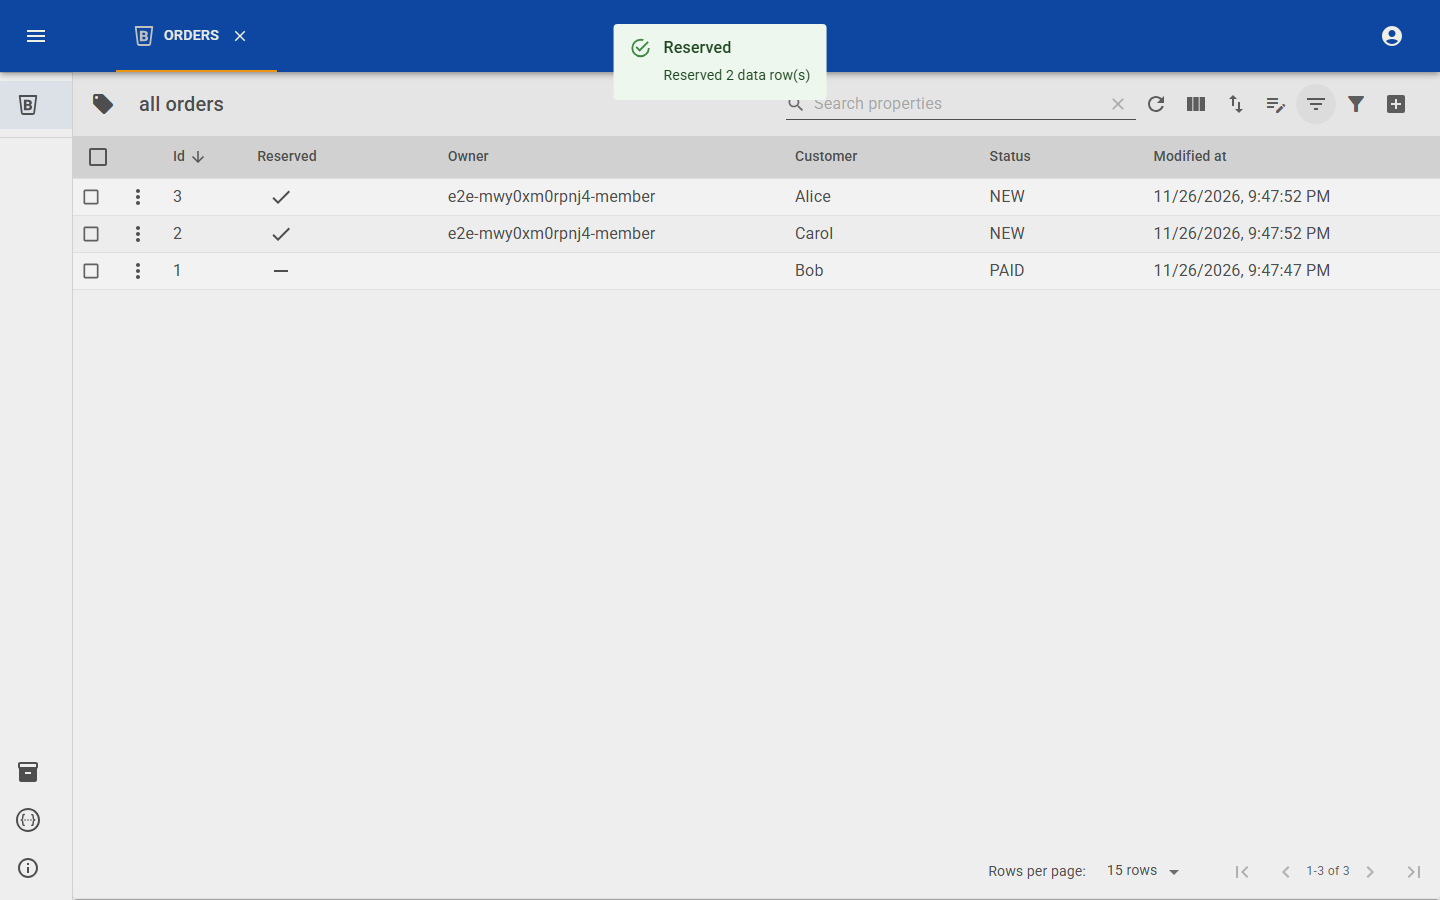 ORDERS
Reserved
Reserved 2 data row(s)
all orders
Search properties
Id Reserved Owner Customer Status Modified at
3 e2e-mwy0xm0rpnj4-member Alice NEW 11/26/2026, 9:47:52 PM
2 e2e-mwy0xm0rpnj4-member Carol NEW 11/26/2026, 9:47:52 PM
1 Bob PAID 11/26/2026, 9:47:47 PM
Rows per page: 15 rows 1-3 of 3